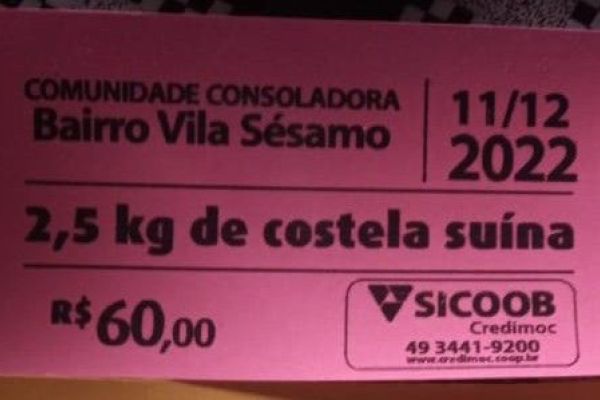 COMUNIDADE CONSOLADORA
Bairro Vila Sésamo
11/12
2022
2,5 kg de costela suína
R$ 60,00
SICOOB
Credimoc
49 3441-9200
www.credimoc.coop.br